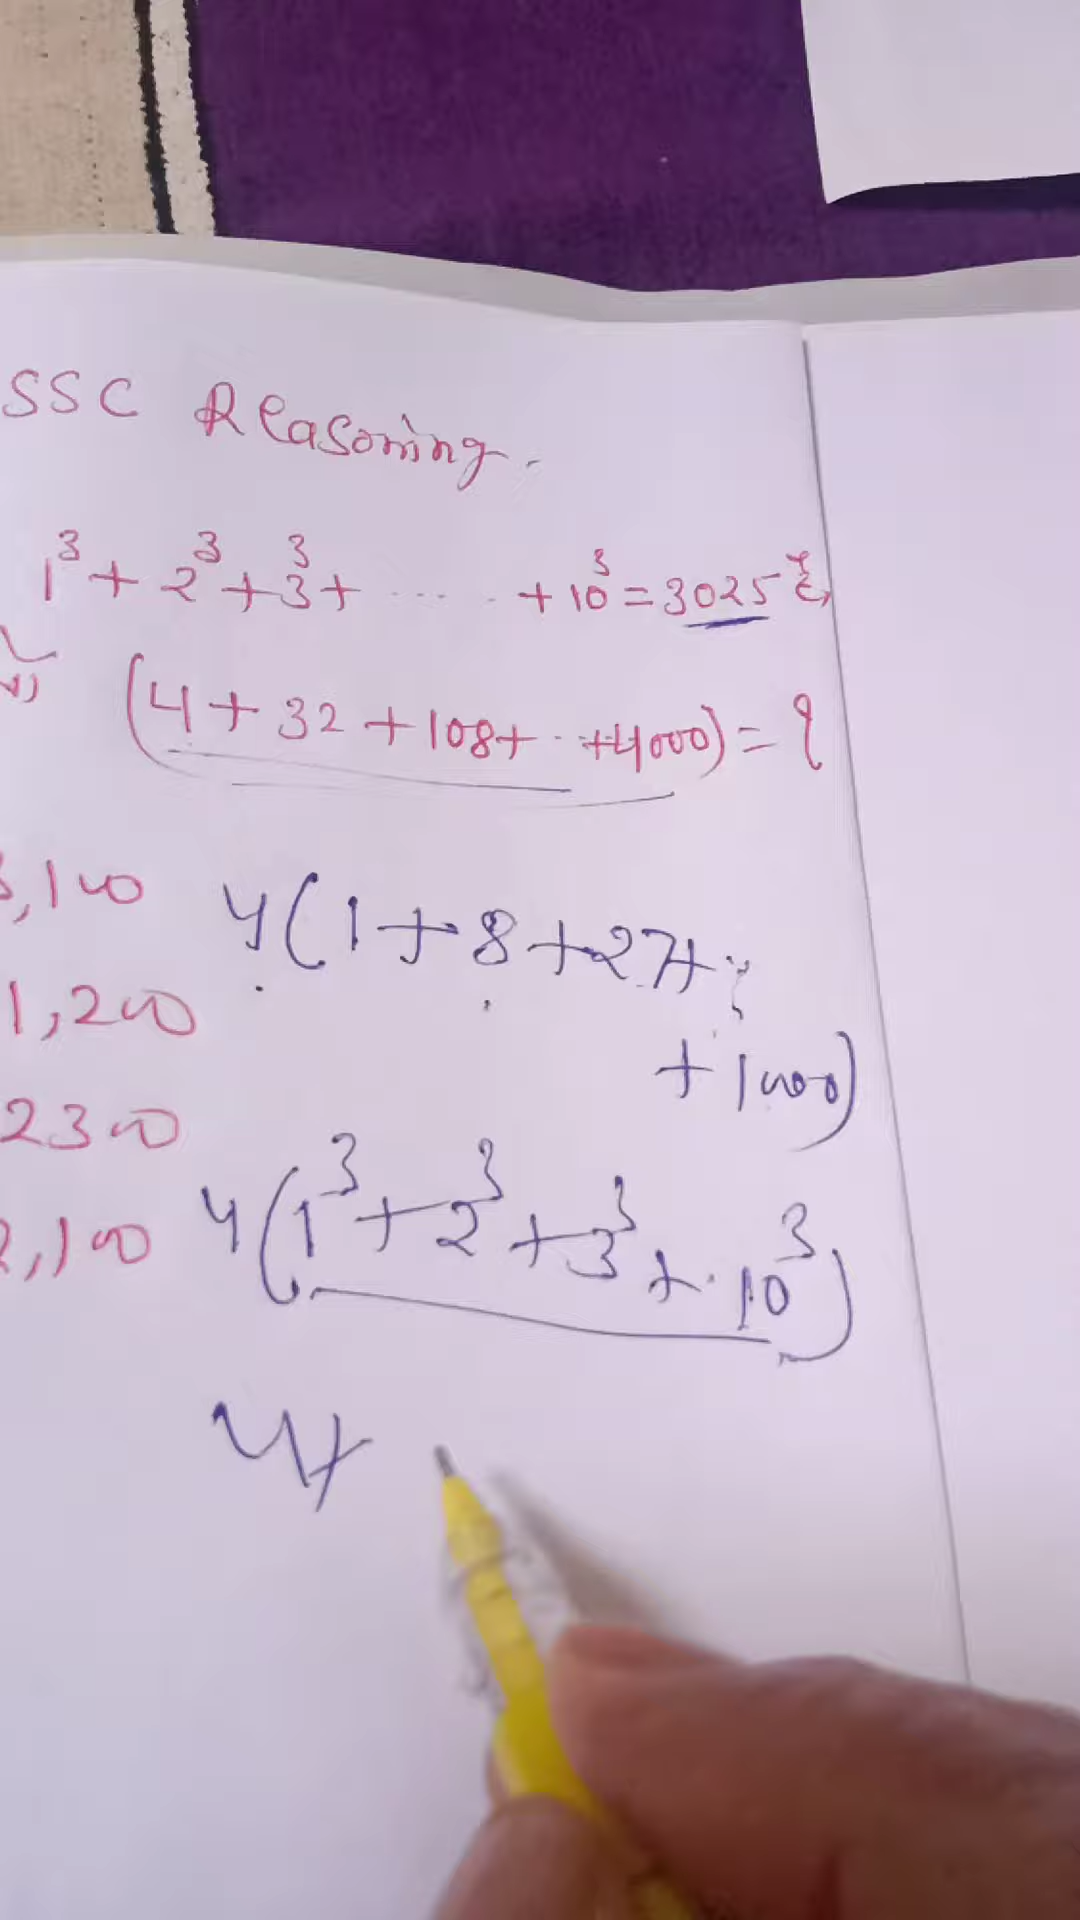 SSC Reasoning.
1³ + 2³ + 3³ + ...... + 10³ = 3025
(4 + 32 + 108 + ... + 4000) = ?
,100
4(1 + 8 + 27 +
1,200
+ 1000)
2300
4(1³ + 2³ + 3³ + . 10³)
2,100
4×